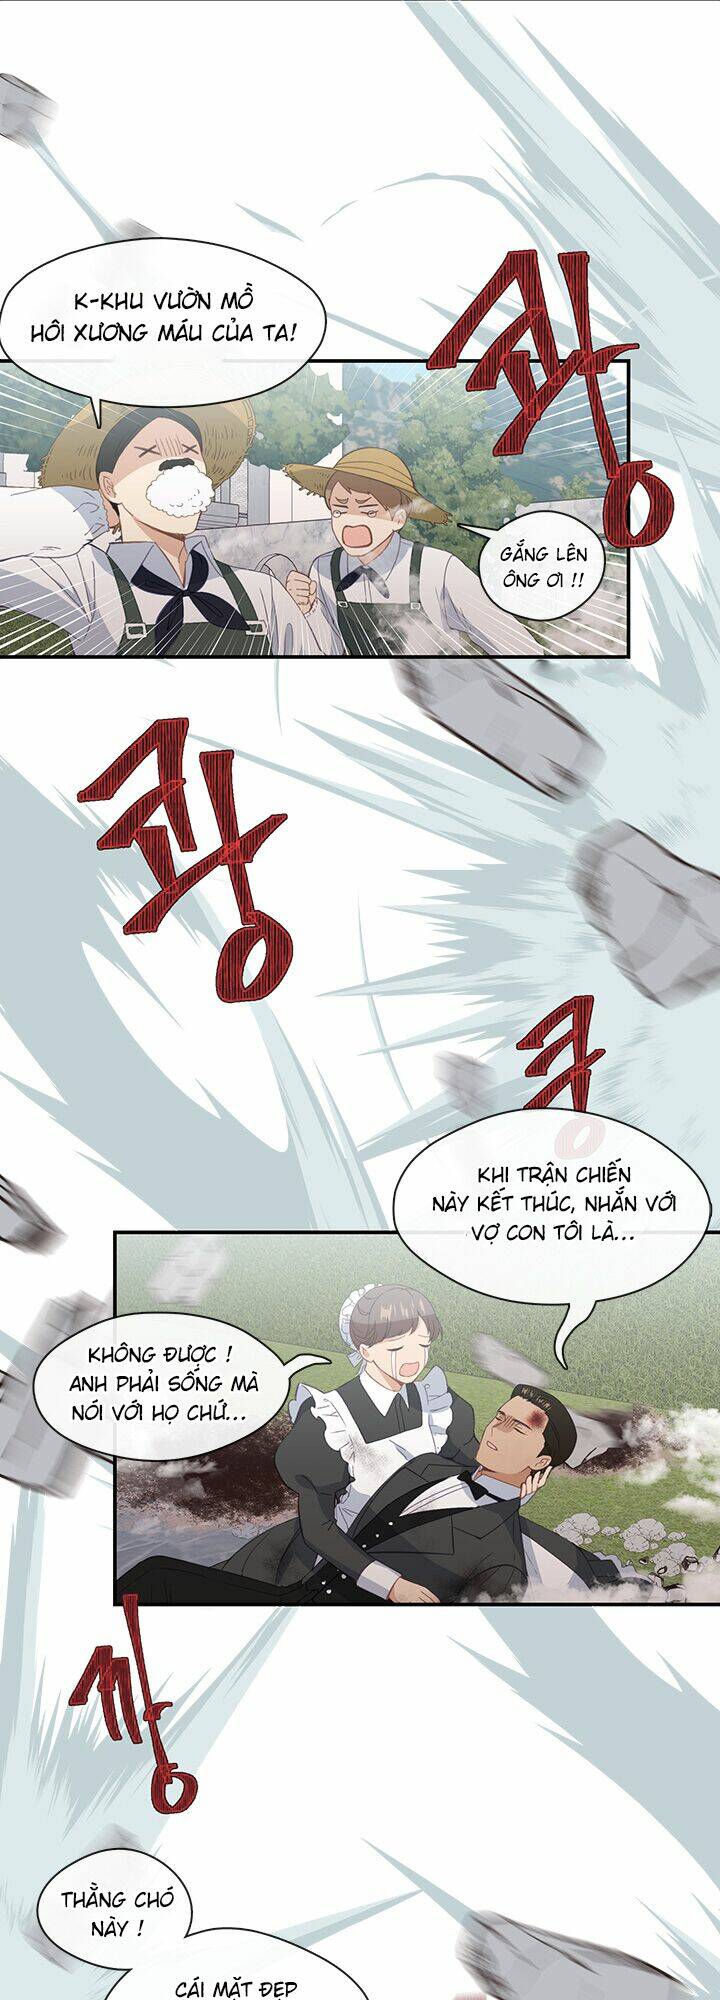 K-KHU VƯỜN MỒ
HÔI XƯƠNG MÁU CỦA TA!
쾅
GẮNG LÊN
ÔNG ƠI !!
쾅
쿵
KHI TRẬN CHIẾN
NÀY KẾT THÚC, NHẮN VỚI
VỢ CON TÔI LÀ...
KHÔNG ĐƯỢC !
ANH PHẢI SỐNG MÀ
NÓI VỚI HỌ CHỨ...
THẰNG CHÓ
NÀY !
CÁI MẶT ĐẸP